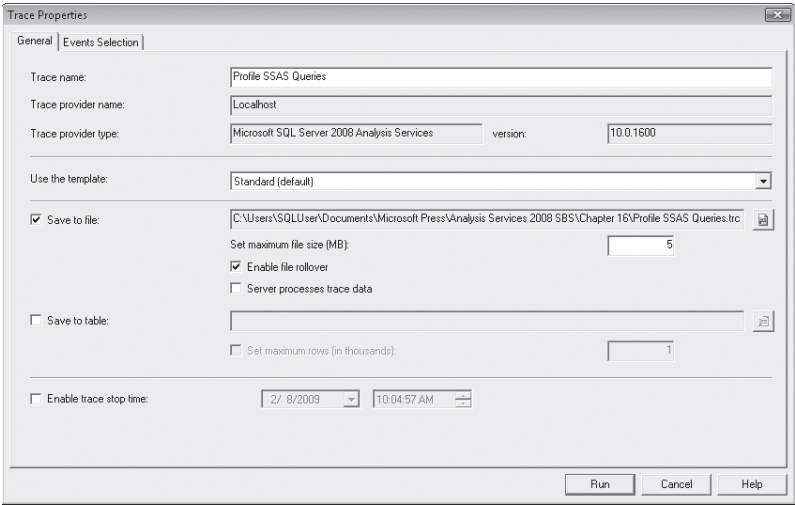 Trace Properties
General Events Selection
Trace name: Profile SSAS Queries
Trace provider name: Localhost
Trace provider type: Microsoft SQL Server 2008 Analysis Services version: 10.0.1600
Use the template: Standard (default)
Save to file: C:\Users\SQLUser\Documents\Microsoft Press\Analysis Services 2008 SBS\Chapter 16\Profile SSAS Queries.trc
Set maximum file size (MB): 5
Enable file rollover
Server processes trace data
Save to table:
Set maximum rows (in thousands): 1
Enable trace stop time: 2/ 8/2009 10:04:57 AM
Run Cancel Help